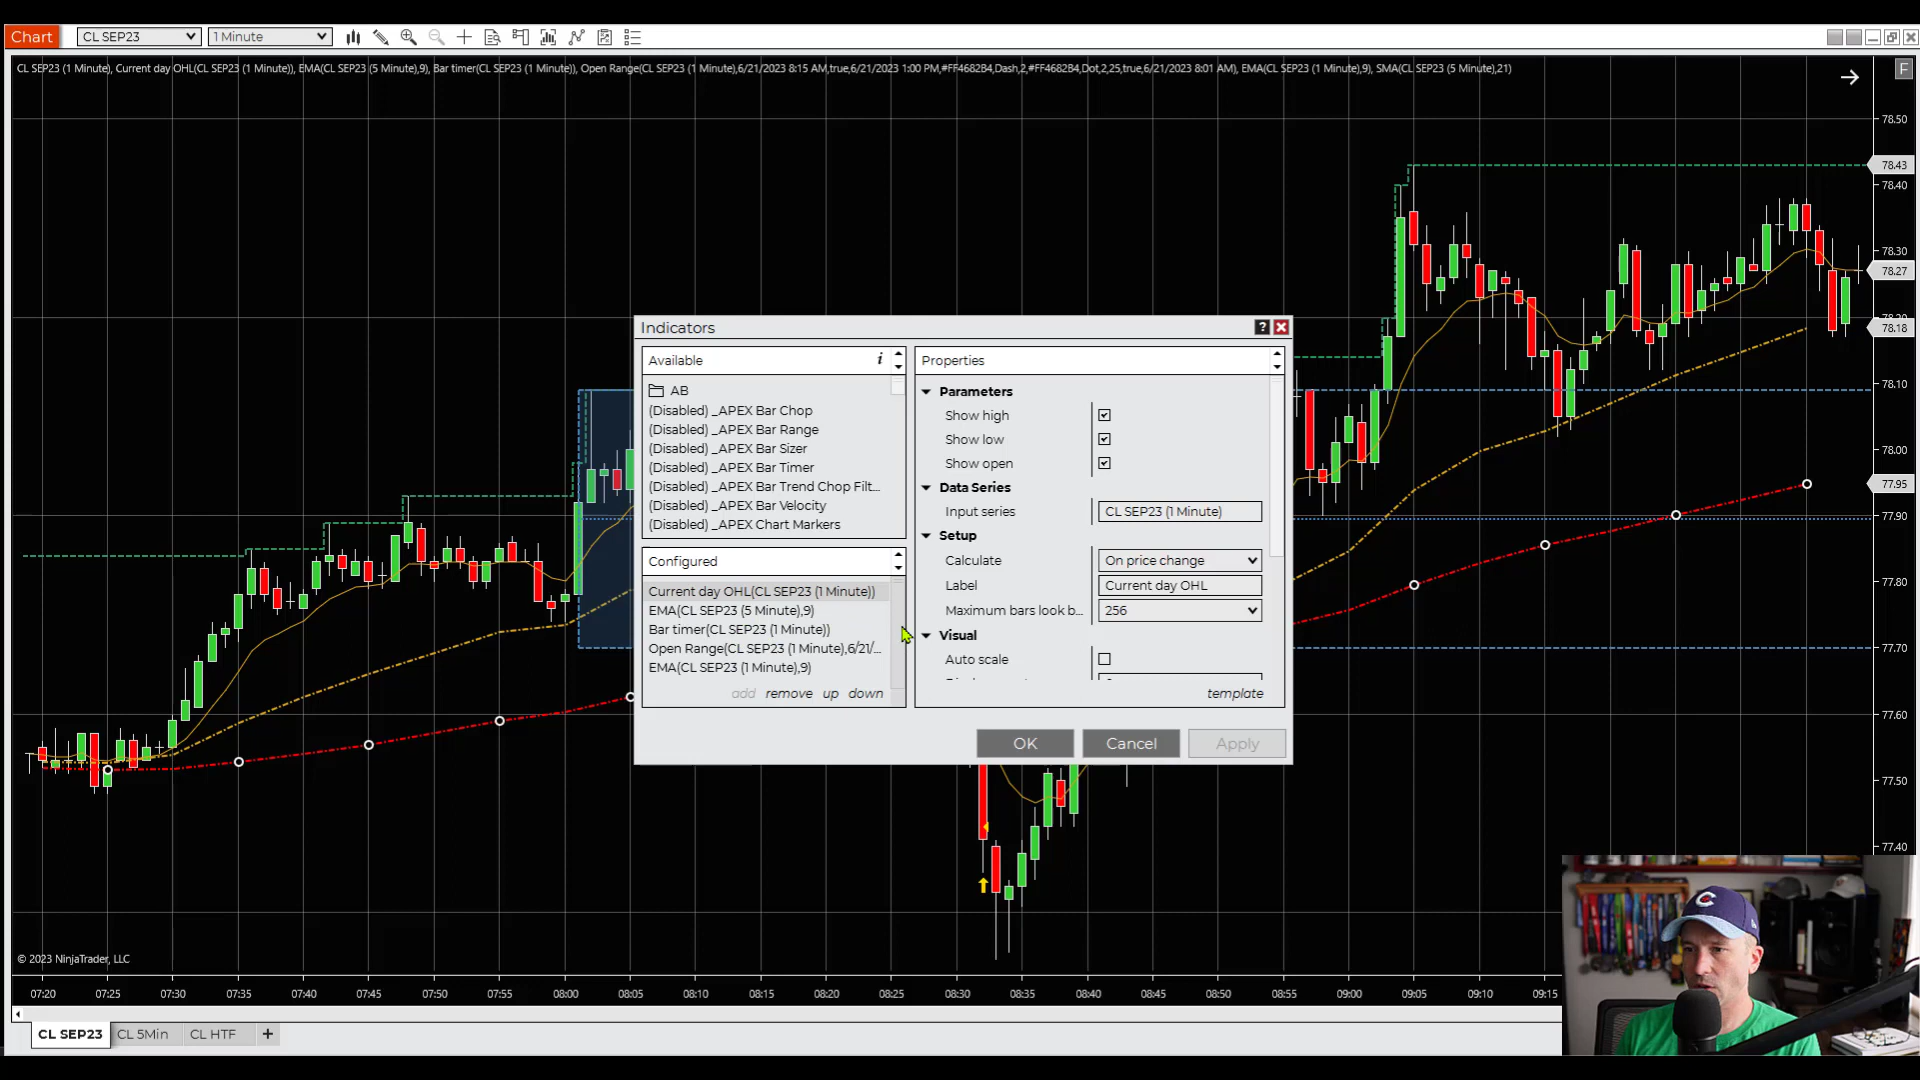 Chart
CL SEP23
1 Minute
CL SEP23 (1 Minute), Current day OHL(CL SEP23 (1 Minute)), EMA(CL SEP23 (5 Minute),9), Bar timer(CL SEP23 (1 Minute)), Open Range(CL SEP23 (1 Minute),6/21/2023 8:15 AM,true,6/21/2023 1:00 PM,#FF4682B4,Dash,2,#FF4682B4,Dot,2,25,true,6/21/2023 8:01 AM), EMA(CL SEP23 (1 Minute),9), SMA(CL SEP23 (5 Minute),21)
F
78.50
78.43
78.40
78.30
78.27
78.18
78.10
78.00
77.95
77.90
77.80
77.70
77.60
77.50
77.40
Indicators
?
Available
i
AB
(Disabled) _APEX Bar Chop
(Disabled) _APEX Bar Range
(Disabled) _APEX Bar Sizer
(Disabled) _APEX Bar Timer
(Disabled) _APEX Bar Trend Chop Filt...
(Disabled) _APEX Bar Velocity
(Disabled) _APEX Chart Markers
Configured
Current day OHL(CL SEP23 (1 Minute))
EMA(CL SEP23 (5 Minute),9)
Bar timer(CL SEP23 (1 Minute))
Open Range(CL SEP23 (1 Minute),6/21/...
EMA(CL SEP23 (1 Minute),9)
add remove up down
Properties
Parameters
Show high
Show low
Show open
Data Series
Input series CL SEP23 (1 Minute)
Setup
Calculate On price change
Label Current day OHL
Maximum bars look b... 256
Visual
Auto scale
template
OK
Cancel
Apply
© 2023 NinjaTrader, LLC
07:20 07:25 07:30 07:35 07:40 07:45 07:50 07:55 08:00 08:05 08:10 08:15 08:20 08:25 08:30 08:35 08:40 08:45 08:50 08:55 09:00 09:05 09:10 09:15
CL SEP23
CL 5Min
CL HTF
+
C